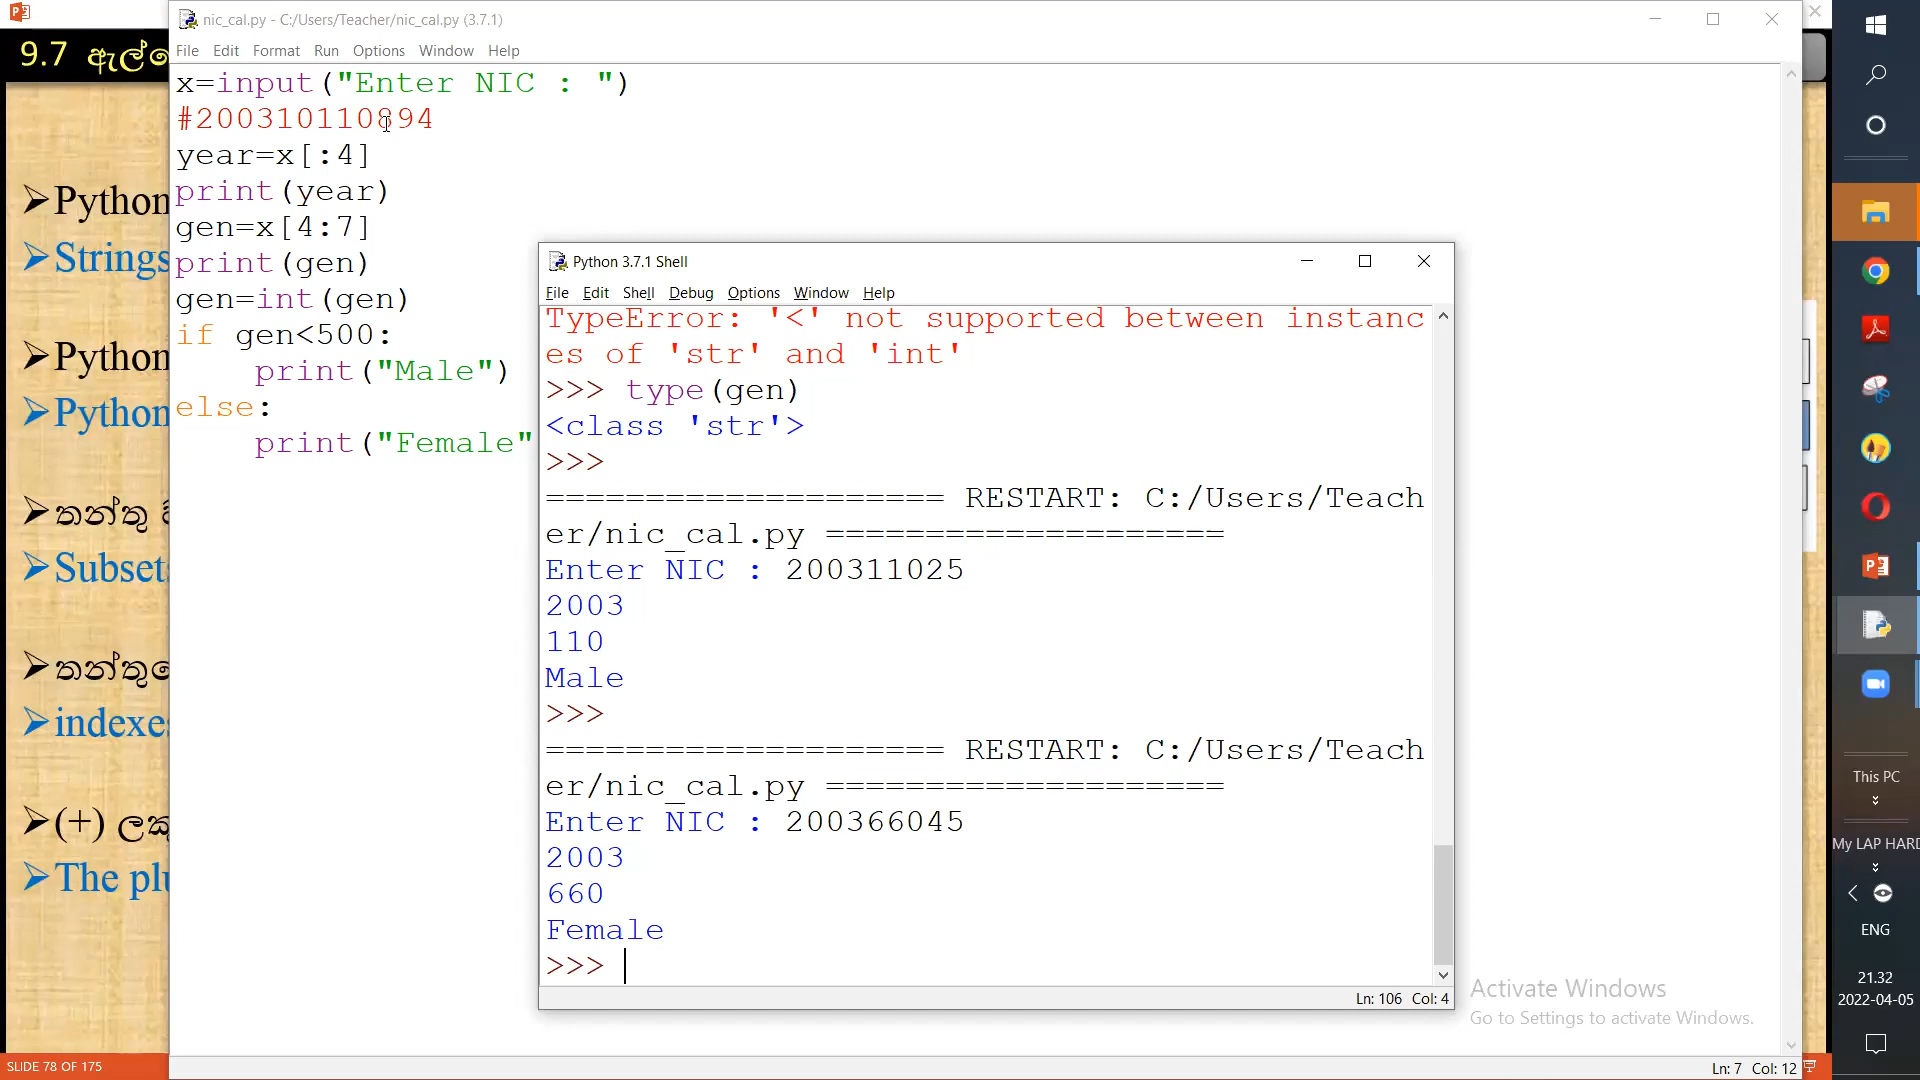 nic_cal.py - C:/Users/Teacher/nic_cal.py (3.7.1)
File Edit Format Run Options Window Help
9.7
x=input("Enter NIC : ")
#200310110894
year=x[:4]
print(year)
gen=x[4:7]
print(gen)
gen=int(gen)
if gen<500:
    print("Male")
else:
    print("Female"
➢Python
➢Strings
➢Python
➢Python
➢තන්තු
➢Subsets
➢indexes
➢(+)
➢The plu
Python 3.7.1 Shell
File Edit Shell Debug Options Window Help
TypeError: '<' not supported between instanc
es of 'str' and 'int'
>>> type(gen)
<class 'str'>
>>>
==================== RESTART: C:/Users/Teach
er/nic_cal.py ====================
Enter NIC : 200311025
2003
110
Male
>>>
==================== RESTART: C:/Users/Teach
er/nic_cal.py ====================
Enter NIC : 200366045
2003
660
Female
>>>
Ln: 106 Col: 4
Activate Windows
Go to Settings to activate Windows.
Ln: 7 Col: 12
SLIDE 78 OF 175
This PC
My LAP HARD
ENG
21.32
2022-04-05